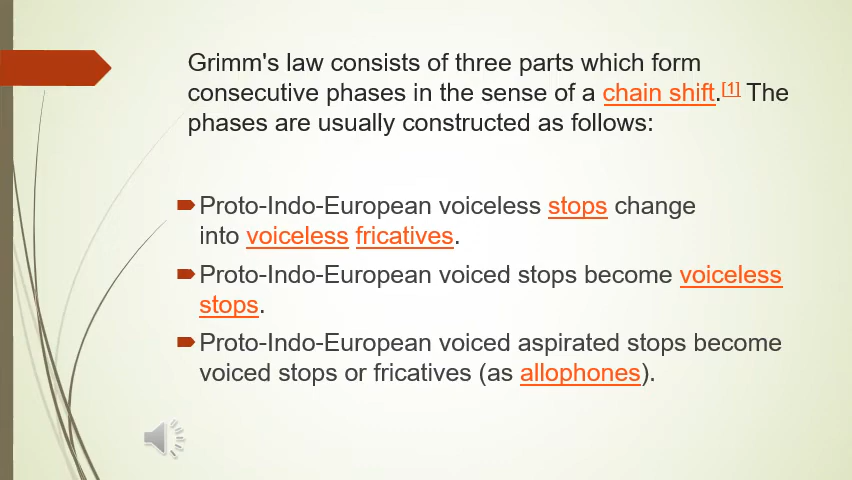 Grimm's law consists of three parts which form
consecutive phases in the sense of a chain shift.[1] The
phases are usually constructed as follows:
Proto-Indo-European voiceless stops change
into voiceless fricatives.
Proto-Indo-European voiced stops become voiceless
stops.
Proto-Indo-European voiced aspirated stops become
voiced stops or fricatives (as allophones).